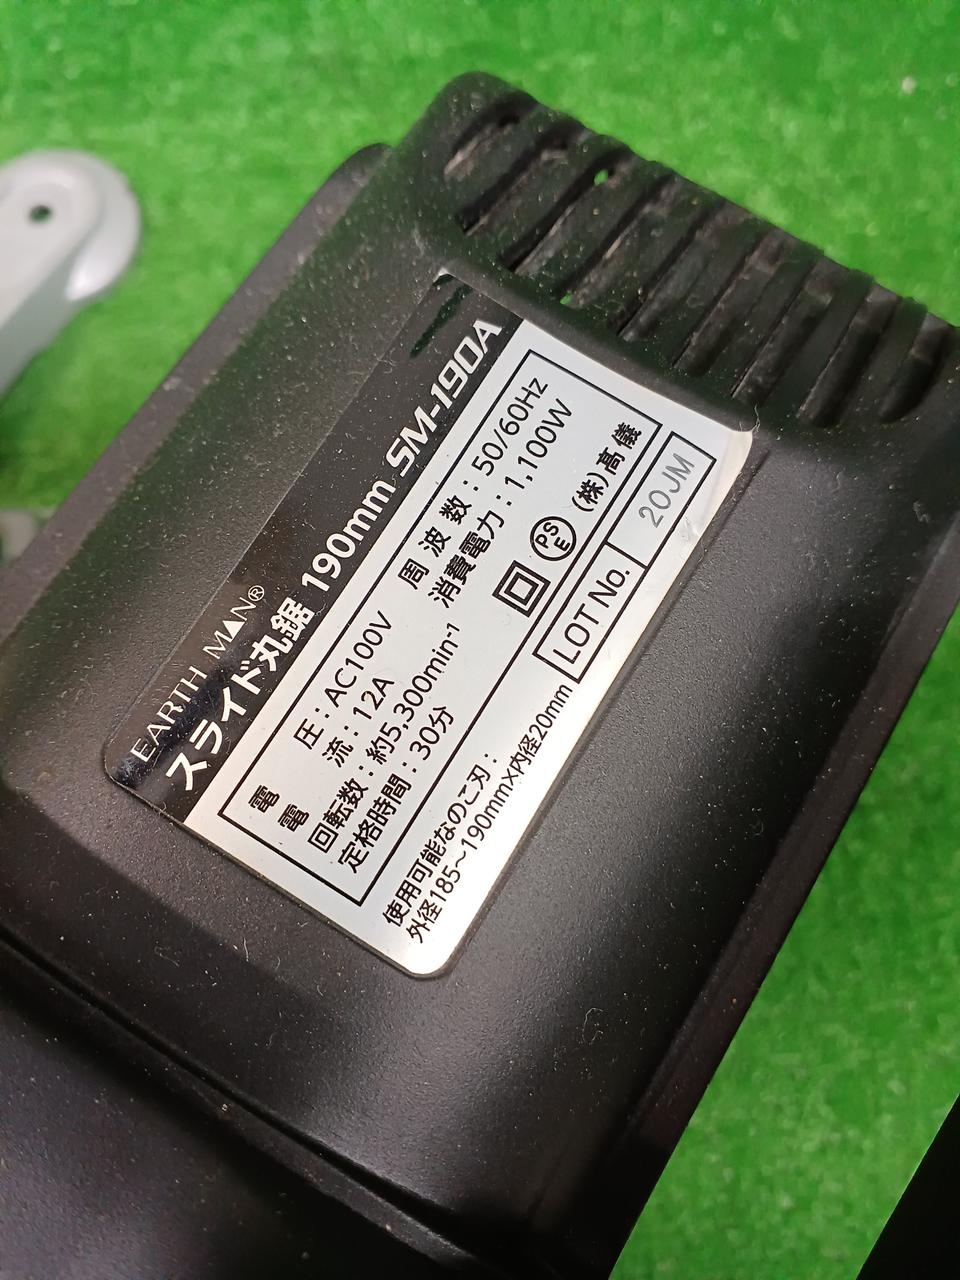 EARTH MAN®
スライド丸鋸 190mm SM-190A
電 圧：AC100V 周 波 数：50/60Hz
電 流：12A 消費電力：1,100W
回転数：約5,300min-1
定格時間：30分
PSE (株)髙儀
使用可能なのこ刃：
外径185～190mm×内径20mm
LOT No. 20JM